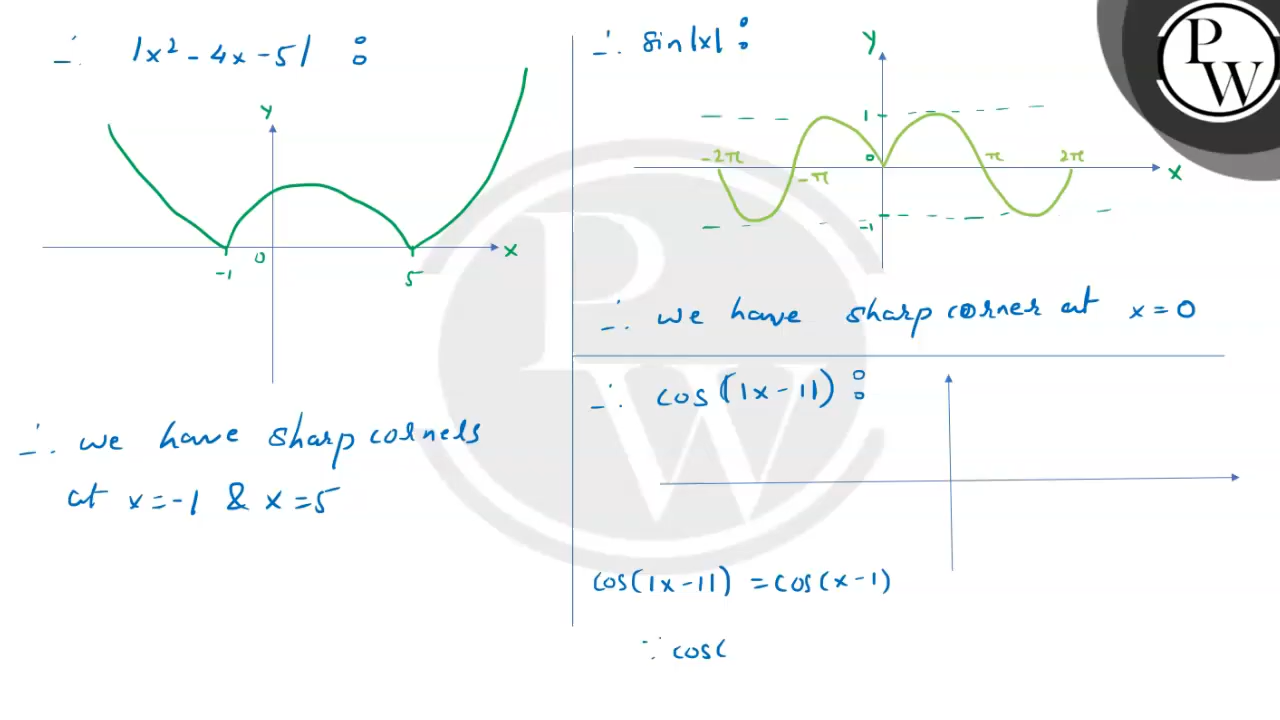 ∴ |x² - 4x - 5| :
y
x
-1
0
5
∴ we have sharp corners
at x = -1 & x = 5
∴ sin|x| :
y
1
0
-2π
-π
π
2π
x
-1
∴ we have sharp corner at x = 0
∴ cos(|x - 1|) :
cos(|x - 1|) = cos(x - 1)
∵ cos(
P
W
P
W